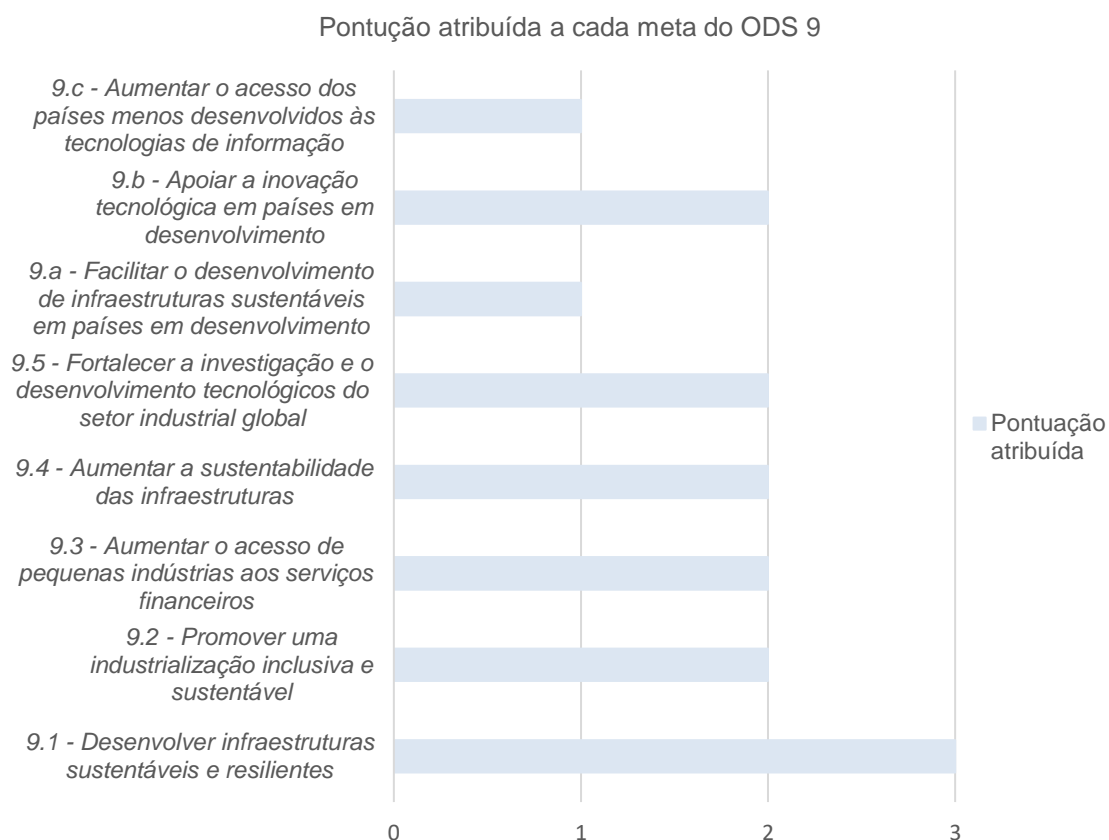 Pontução atribuída a cada meta do ODS 9
9.c - Aumentar o acesso dos
países menos desenvolvidos às
tecnologias de informação
9.b - Apoiar a inovação
tecnológica em países em
desenvolvimento
9.a - Facilitar o desenvolvimento
de infraestruturas sustentáveis
em países em desenvolvimento
9.5 - Fortalecer a investigação e o
desenvolvimento tecnológicos do
setor industrial global
9.4 - Aumentar a sustentabilidade
das infraestruturas
9.3 - Aumentar o acesso de
pequenas indústrias aos serviços
financeiros
9.2 - Promover uma
industrialização inclusiva e
sustentável
9.1 - Desenvolver infraestruturas
sustentáveis e resilientes
0 1 2 3
Pontuação
atribuída